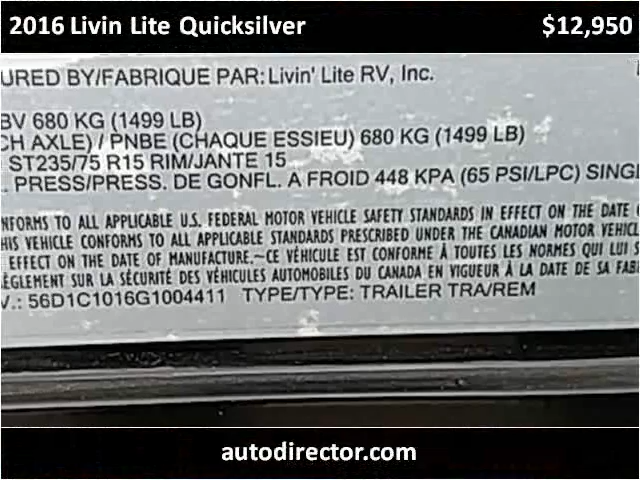 2016 Livin Lite Quicksilver $12,950
URED BY/FABRIQUE PAR: Livin' Lite RV, Inc.
BV 680 KG (1499 LB)
CH AXLE) / PNBE (CHAQUE ESSIEU) 680 KG (1499 LB)
ST235/75 R15 RIM/JANTE 15
. PRESS/PRESS. DE GONFL. A FROID 448 KPA (65 PSI/LPC) SINGL
NFORMS TO ALL APPLICABLE U.S. FEDERAL MOTOR VEHICLE SAFETY STANDARDS IN EFFECT ON THE DATE
HIS VEHICLE CONFORMS TO ALL APPLICABLE STANDARDS PRESCRIBED UNDER THE CANADIAN MOTOR VEHICL
EFFECT ON THE DATE OF MANUFACTURE.~CE VÉHICULE EST CONFORME À TOUTES LES NORMES QUI LUI S
ÈGLEMENT SUR LA SÉCURITÉ DES VÉHICULES AUTOMOBILES DU CANADA EN VIGUEUR À LA DATE DE SA FAB
V.: 56D1C1016G1004411 TYPE/TYPE: TRAILER TRA/REM
autodirector.com